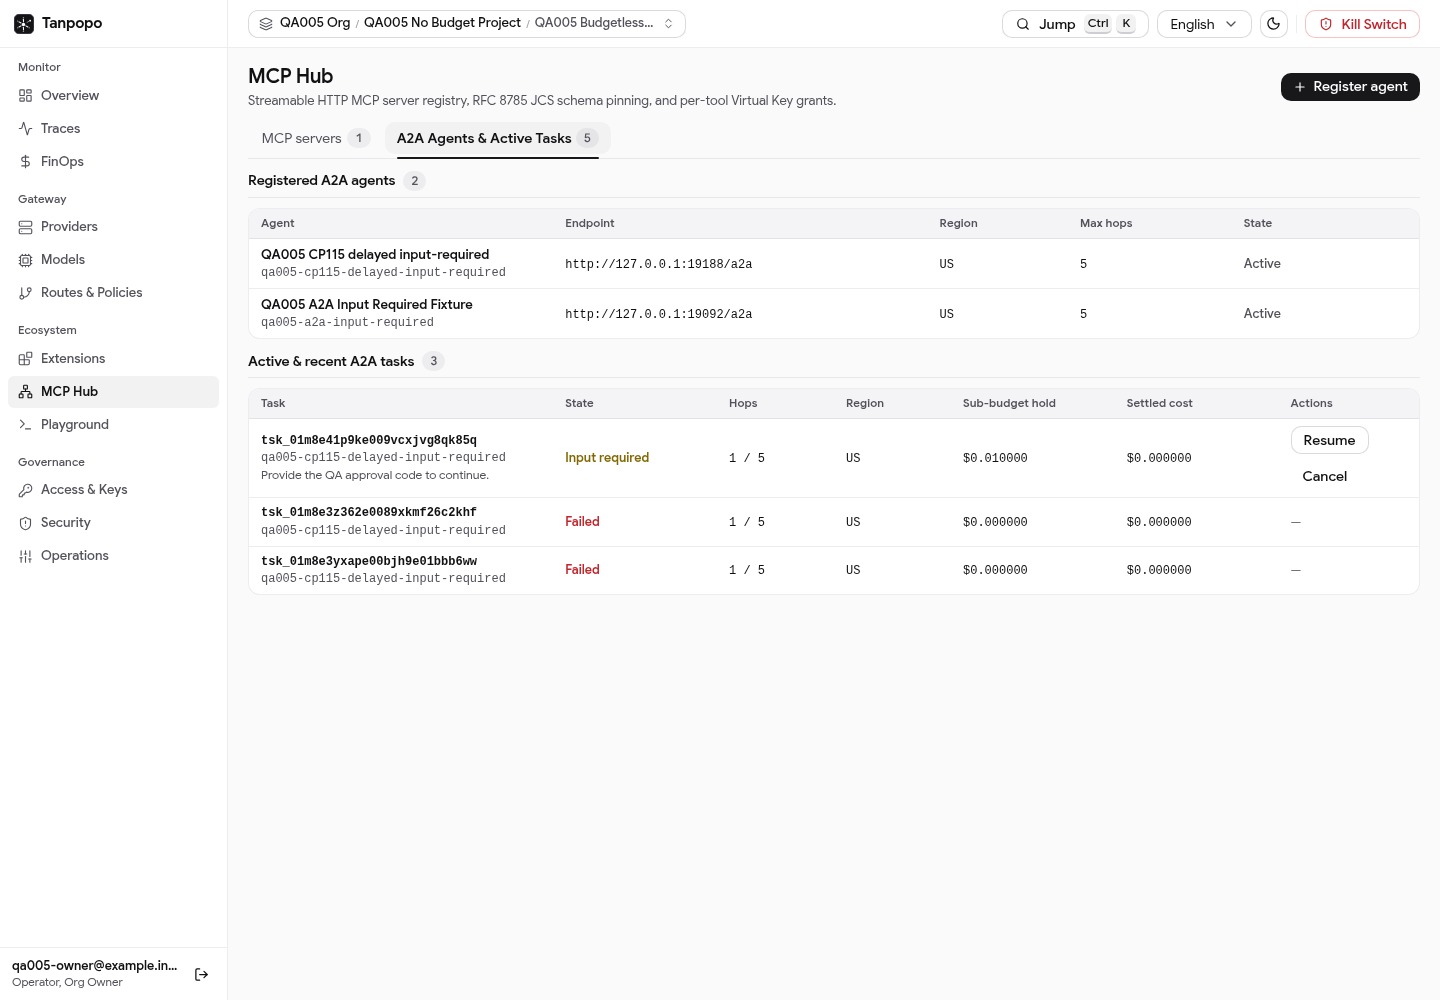 Tanpopo
QA005 Org / QA005 No Budget Project / QA005 Budgetless...
Jump Ctrl K
English
Kill Switch
Monitor
Overview
Traces
FinOps
Gateway
Providers
Models
Routes & Policies
Ecosystem
Extensions
MCP Hub
Playground
Governance
Access & Keys
Security
Operations
qa005-owner@example.in...
Operator, Org Owner
MCP Hub
Streamable HTTP MCP server registry, RFC 8785 JCS schema pinning, and per-tool Virtual Key grants.
+ Register agent
MCP servers 1
A2A Agents & Active Tasks 5
Registered A2A agents 2
Agent Endpoint Region Max hops State
QA005 CP115 delayed input-required
qa005-cp115-delayed-input-required
http://127.0.0.1:19188/a2a US 5 Active
QA005 A2A Input Required Fixture
qa005-a2a-input-required
http://127.0.0.1:19092/a2a US 5 Active
Active & recent A2A tasks 3
Task State Hops Region Sub-budget hold Settled cost Actions
tsk_01m8e41p9ke009vcxjvg8qk85q
qa005-cp115-delayed-input-required
Provide the QA approval code to continue.
Input required 1 / 5 US $0.010000 $0.000000
Resume
Cancel
tsk_01m8e3z362e0089xkmf26c2khf
qa005-cp115-delayed-input-required
Failed 1 / 5 US $0.000000 $0.000000 —
tsk_01m8e3yxape00bjh9e01bbb6ww
qa005-cp115-delayed-input-required
Failed 1 / 5 US $0.000000 $0.000000 —